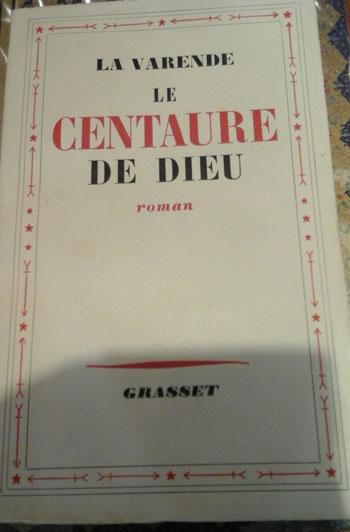 LA VARENDE
LE
CENTAURE
DE DIEU
roman
GRASSET